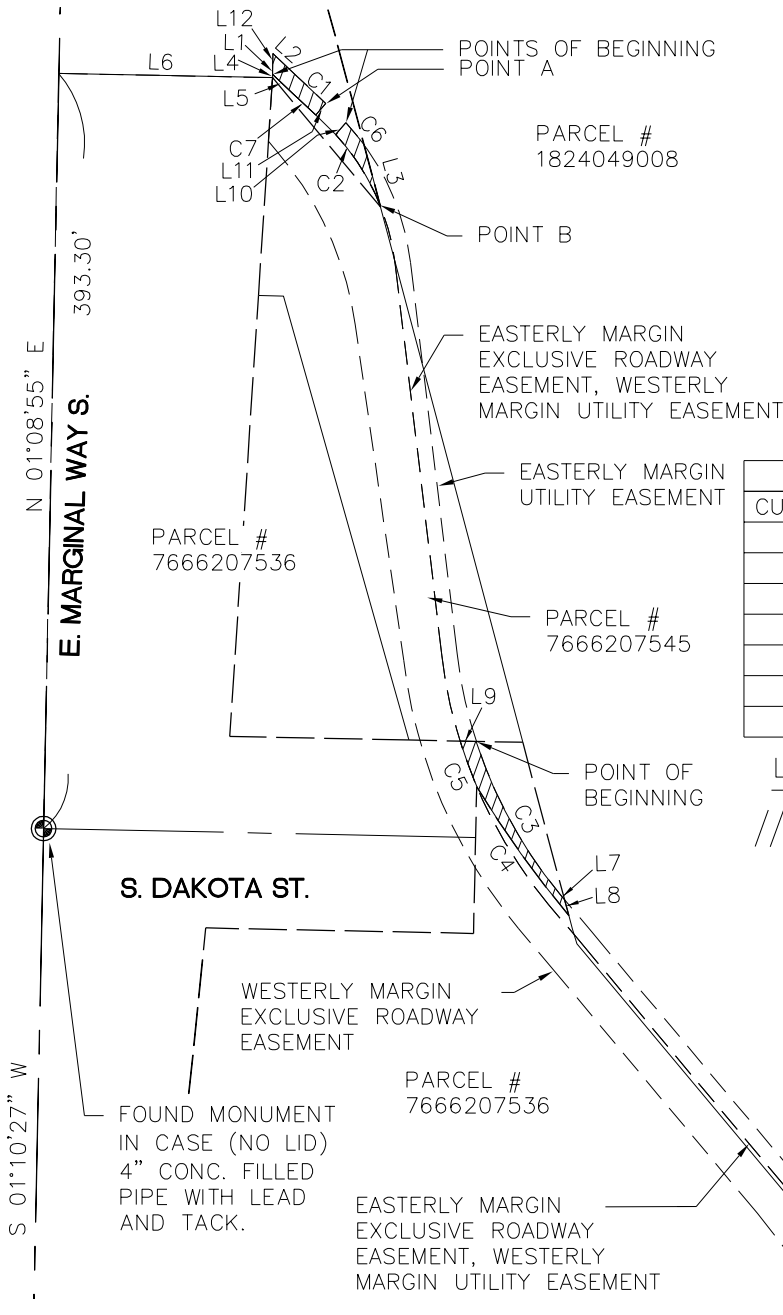 L12
L1
L4
L5
L6
L2
C1
POINTS OF BEGINNING
POINT A
C6
C7
L11
L10
C2
L3
PARCEL #
1824049008
POINT B
393.30'
N 01°08'55" E
E. MARGINAL WAY S.
EASTERLY MARGIN
EXCLUSIVE ROADWAY
EASEMENT, WESTERLY
MARGIN UTILITY EASEMENT
EASTERLY MARGIN
UTILITY EASEMENT
CU
PARCEL #
7666207536
PARCEL #
7666207545
L9
POINT OF
BEGINNING
C5
C3
C4
L7
L8
L
S. DAKOTA ST.
WESTERLY MARGIN
EXCLUSIVE ROADWAY
EASEMENT
PARCEL #
7666207536
S 01°10'27" W
FOUND MONUMENT
IN CASE (NO LID)
4" CONC. FILLED
PIPE WITH LEAD
AND TACK.
EASTERLY MARGIN
EXCLUSIVE ROADWAY
EASEMENT, WESTERLY
MARGIN UTILITY EASEMENT